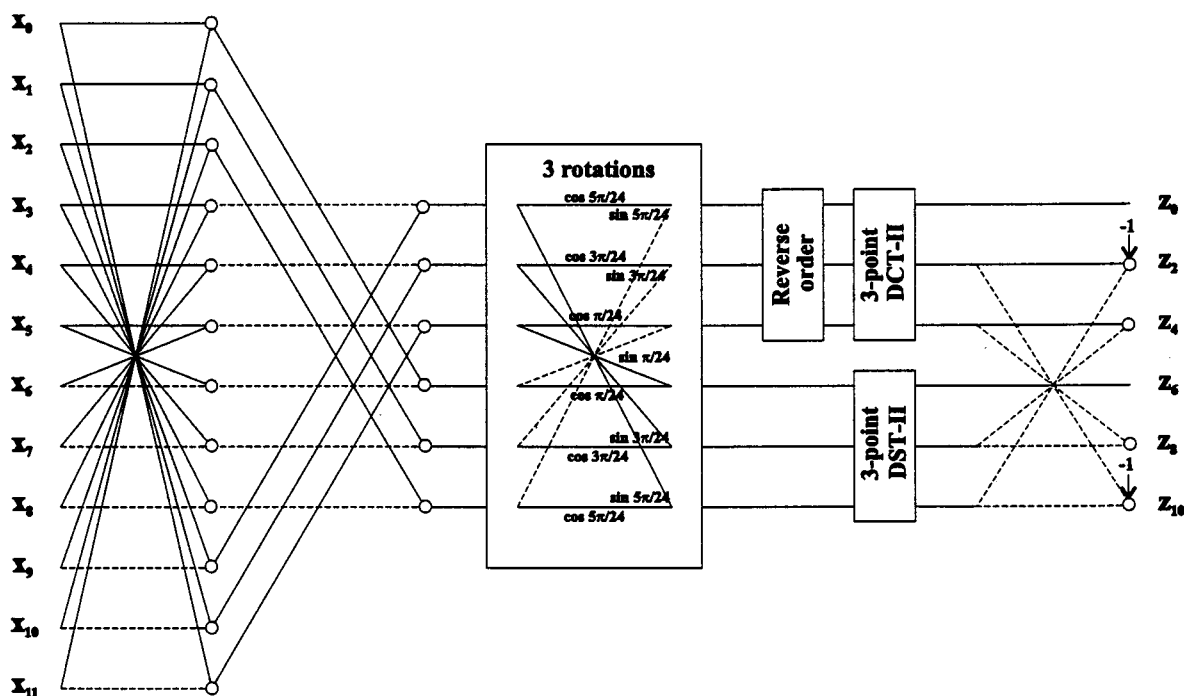 X₀
X₁
X₂
X₃
X₄
X₅
X₆
X₇
X₈
X₉
X₁₀
X₁₁
3 rotations
cos 5π/24
sin 5π/24
cos 3π/24
sin 3π/24
cos π/24
sin π/24
cos π/24
sin 3π/24
cos 3π/24
sin 5π/24
cos 5π/24
Reverse
order
3-point
DCT-II
3-point
DST-II
Z₀
-1
Z₂
Z₄
Z₆
Z₈
-1
Z₁₀